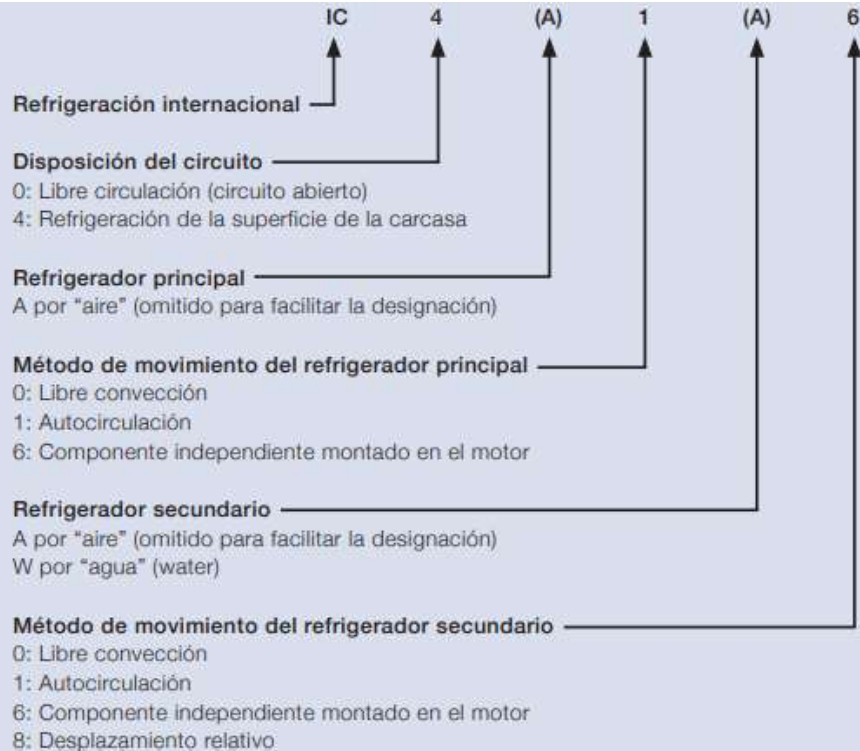 IC 4 (A) 1 (A) 6
Refrigeración internacional
Disposición del circuito
0: Libre circulación (circuito abierto)
4: Refrigeración de la superficie de la carcasa
Refrigerador principal
A por “aire” (omitido para facilitar la designación)
Método de movimiento del refrigerador principal
0: Libre convección
1: Autocirculación
6: Componente independiente montado en el motor
Refrigerador secundario
A por “aire” (omitido para facilitar la designación)
W por “agua” (water)
Método de movimiento del refrigerador secundario
0: Libre convección
1: Autocirculación
6: Componente independiente montado en el motor
8: Desplazamiento relativo